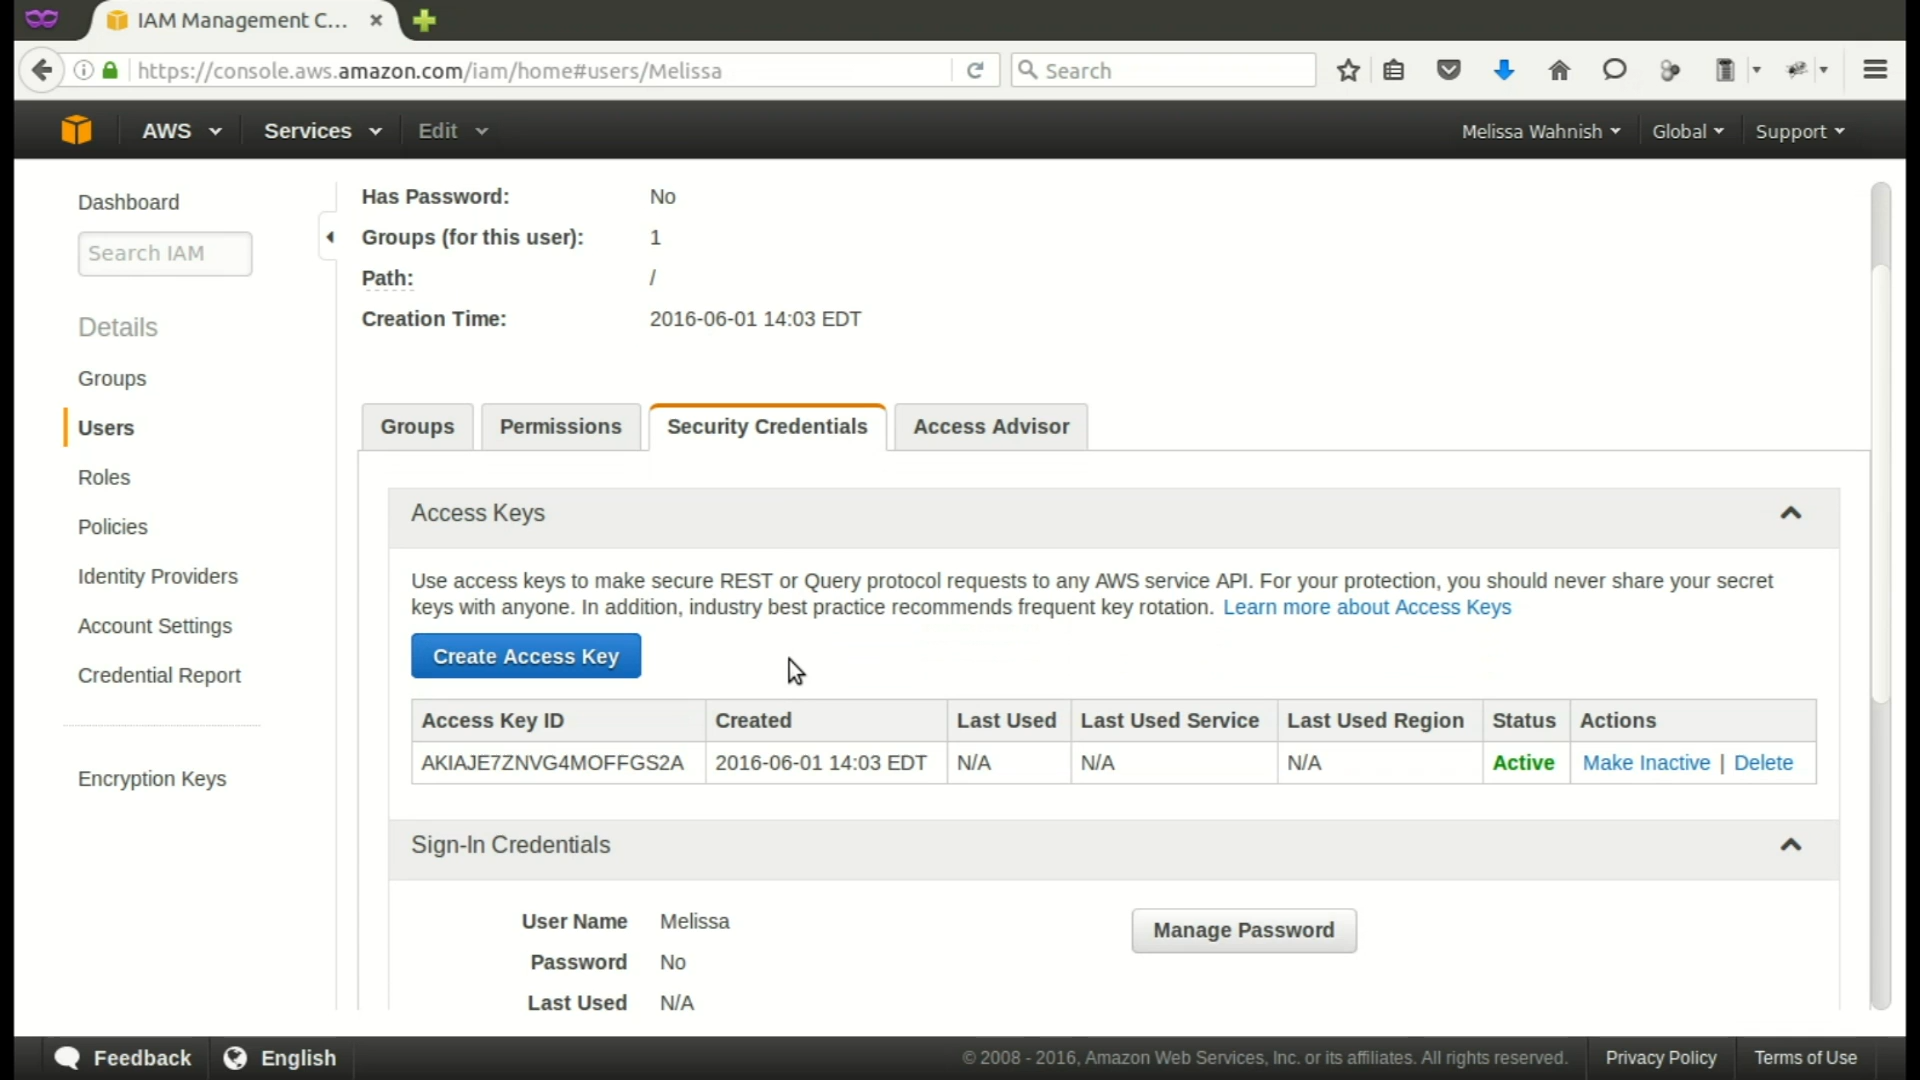 IAM Management C...
https://console.aws.amazon.com/iam/home#users/Melissa
Search
AWS Services Edit Melissa Wahnish Global Support
Dashboard
Search IAM
Details
Groups
Users
Roles
Policies
Identity Providers
Account Settings
Credential Report
Encryption Keys
Has Password: No
Groups (for this user): 1
Path: /
Creation Time: 2016-06-01 14:03 EDT
Groups Permissions Security Credentials Access Advisor
Access Keys
Use access keys to make secure REST or Query protocol requests to any AWS service API. For your protection, you should never share your secret
keys with anyone. In addition, industry best practice recommends frequent key rotation. Learn more about Access Keys
Create Access Key
Access Key ID Created Last Used Last Used Service Last Used Region Status Actions
AKIAJE7ZNVG4MOFFGS2A 2016-06-01 14:03 EDT N/A N/A N/A Active Make Inactive | Delete
Sign-In Credentials
User Name Melissa
Manage Password
Password No
Last Used N/A
Feedback English © 2008 - 2016, Amazon Web Services, Inc. or its affiliates. All rights reserved. Privacy Policy Terms of Use